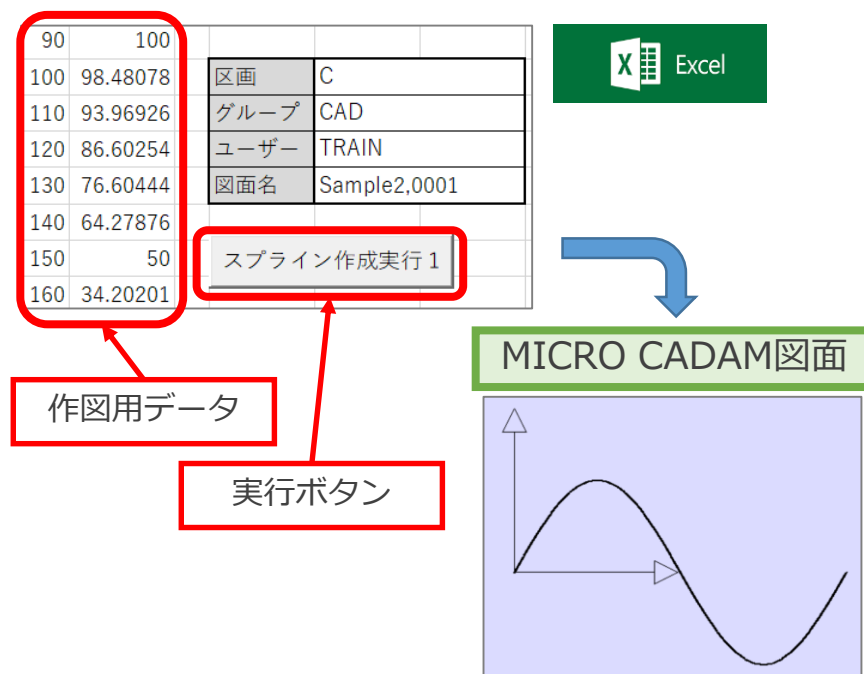 90 100
100 98.48078 区画 C
110 93.96926 グループ CAD
120 86.60254 ユーザー TRAIN
130 76.60444 図面名 Sample2,0001
140 64.27876
150 50 スプライン作成実行1
160 34.20201
X Excel
作図用データ
実行ボタン
MICRO CADAM図面